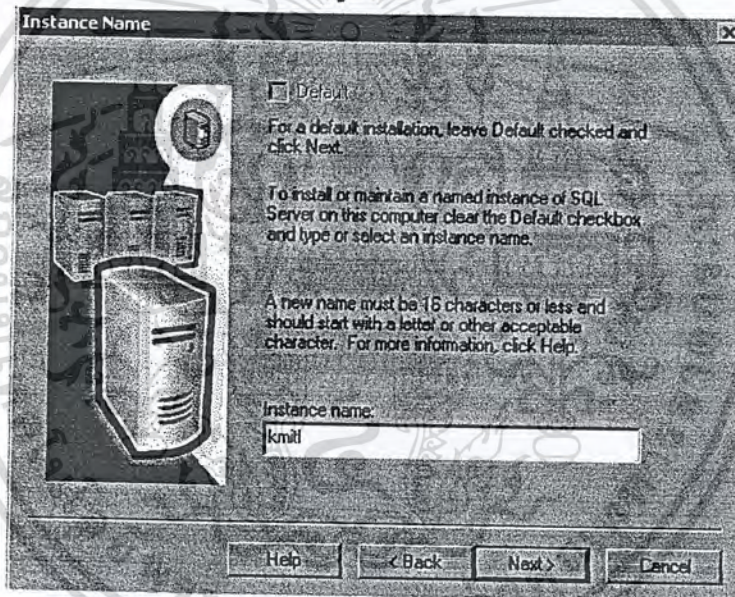 Instance Name
Default
For a default installation, leave Default checked and
click Next.
To install or maintain a named instance of SQL
Server on this computer clear the Default checkbox
and type or select an instance name.
A new name must be 16 characters or less and
should start with a letter or other acceptable
character. For more information, click Help.
Instance name:
kmitl
Help
< Back
Next >
Cancel